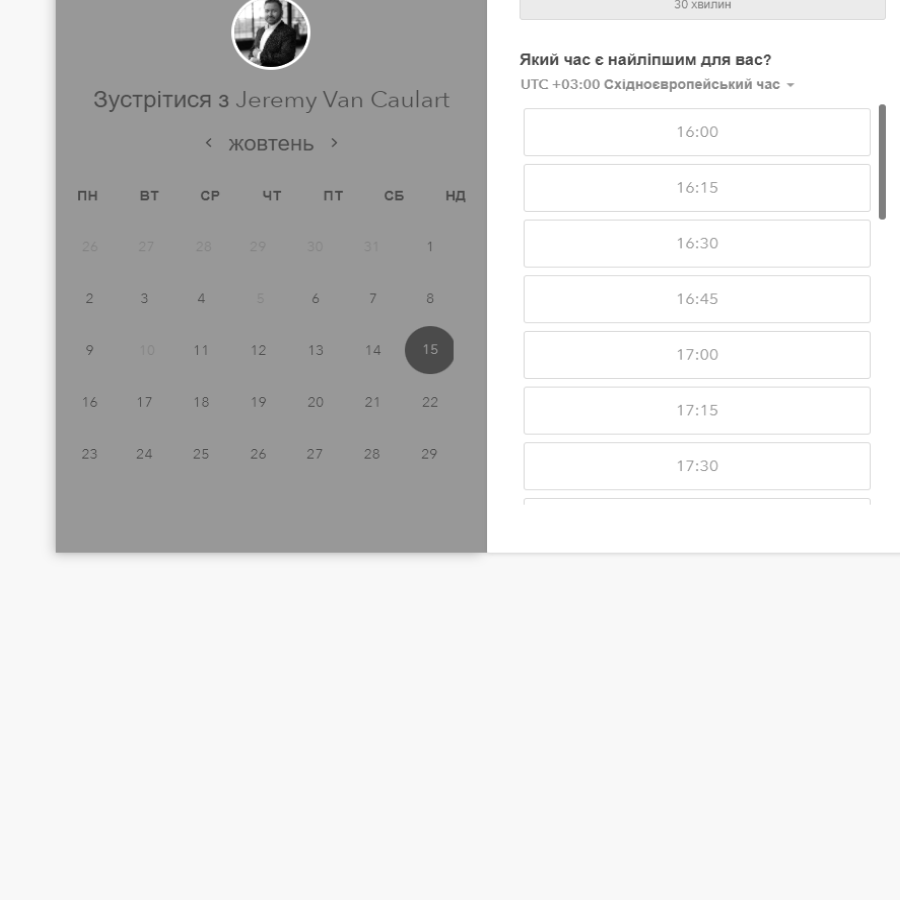 Зустрітися з Jeremy Van Caulart
жовтень
ПН ВТ СР ЧТ ПТ СБ НД
26 27 28 29 30 31 1
2 3 4 5 6 7 8
9 10 11 12 13 14 15
16 17 18 19 20 21 22
23 24 25 26 27 28 29
30 хвилин
Який час є найліпшим для вас?
UTC +03:00 Східноєвропейський час
16:00
16:15
16:30
16:45
17:00
17:15
17:30